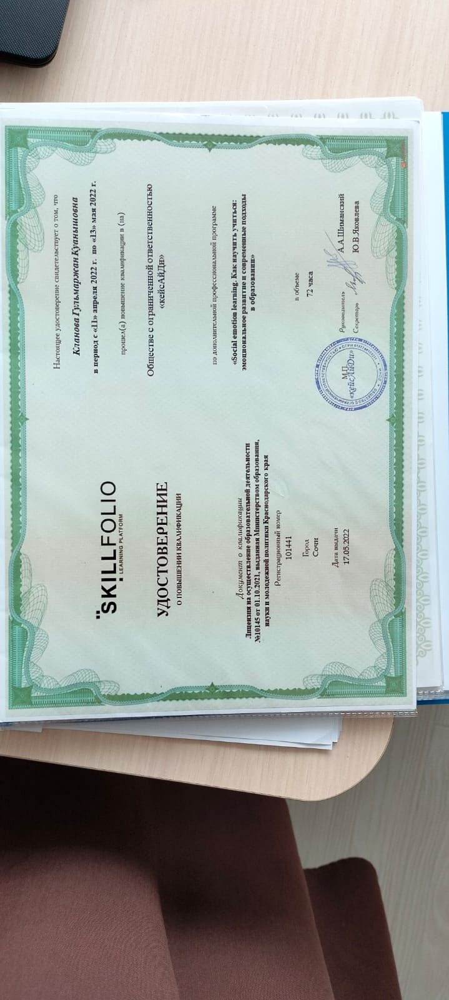 SKILLFOLIO
LEARNING PLATFORM
УДОСТОВЕРЕНИЕ
О ПОВЫШЕНИИ КВАЛИФИКАЦИИ
Документ о квалификации
Лицензия на осуществление образовательной деятельности
№10145 от 01.10.2021, выданная Министерством образования,
науки и молодежной политики Краснодарского края
Регистрационный номер
101441
Город
Сочи
Дата выдачи
17.05.2022
Настоящее удостоверение свидетельствует о том, что
Кланова Гульмаржан Куанышовна
в период с «11» апреля 2022 г. по «13» мая 2022 г.
прошел(а) повышение квалификации в (на)
Обществе с ограниченной ответственностью
«кейсАйДи»
по дополнительной профессиональной программе
«Social emotion learning. Как научить учиться:
эмоциональное развитие и современные подходы
в образовании»
в объеме
72 часа
Руководитель А.А.Шиманский
Секретарь Ю.В.Яковлева
М.П.
«кейсАйДи»